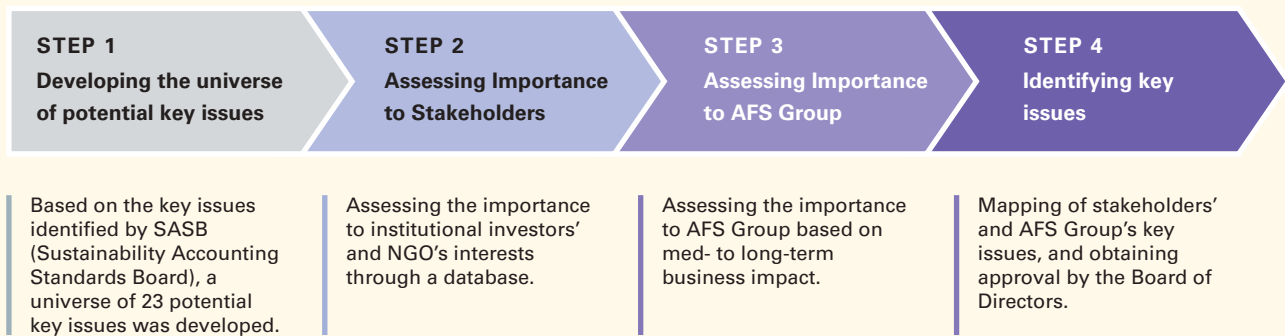 STEP 1
Developing the universe
of potential key issues
STEP 2
Assessing Importance
to Stakeholders
STEP 3
Assessing Importance
to AFS Group
STEP 4
Identifying key
issues
Based on the key issues
identified by SASB
(Sustainability Accounting
Standards Board), a
universe of 23 potential
key issues was developed.
Assessing the importance
to institutional investors’
and NGO’s interests
through a database.
Assessing the importance
to AFS Group based on
med- to long-term
business impact.
Mapping of stakeholders’
and AFS Group’s key
issues, and obtaining
approval by the Board of
Directors.